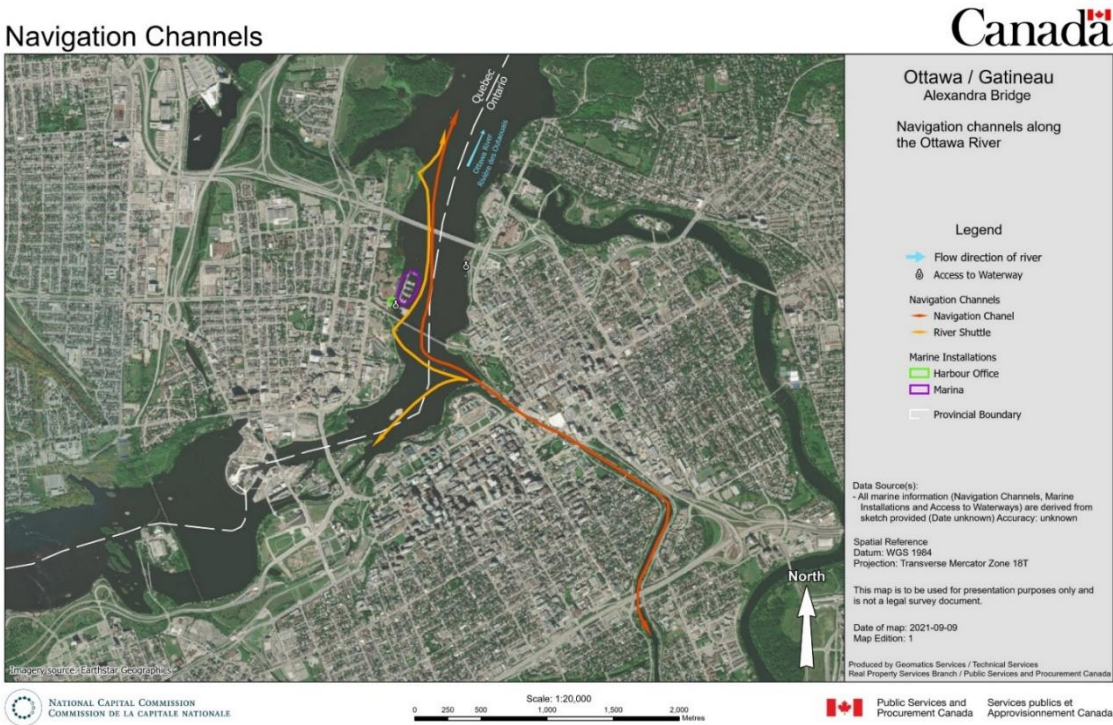 Navigation Channels
Canada
Quebec
Ontario
Ottawa River
Rivière des Outaouais
Ottawa / Gatineau
Alexandra Bridge
Navigation channels along
the Ottawa River
Legend
Flow direction of river
Access to Waterway
Navigation Channels
Navigation Chanel
River Shuttle
Marine Installations
Harbour Office
Marina
Provincial Boundary
Data Source(s):
- All marine information (Navigation Channels, Marine
Installations and Access to Waterways) are derived from
sketch provided (Date unknown) Accuracy: unknown
Spatial Reference
Datum: WGS 1984
Projection: Transverse Mercator Zone 18T
This map is to be used for presentation purposes only and
is not a legal survey document.
Date of map: 2021-09-09
Map Edition: 1
Produced by Geomatics Services / Technical Services
Real Property Services Branch / Public Services and Procurement Canada
North
Imagery source: Earthstar Geographics
NATIONAL CAPITAL COMMISSION
COMMISSION DE LA CAPITALE NATIONALE
Scale: 1:20,000
0 250 500 1,000 1,500 2,000
Metres
Public Services and
Procurement Canada
Services publics et
Approvisionnement Canada